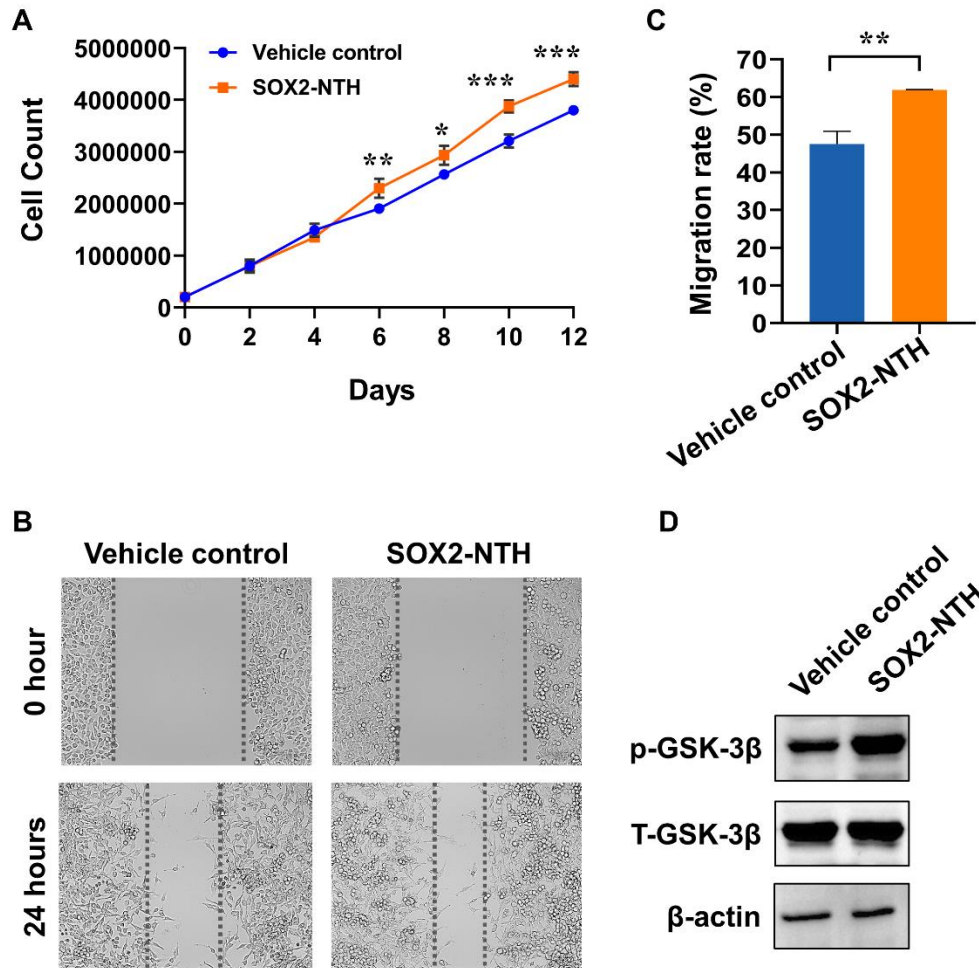 A
Vehicle control
SOX2-NTH
Cell Count
5000000
4000000
3000000
2000000
1000000
0
** * *** ***
0 2 4 6 8 10 12
Days
C
**
Migration rate (%)
70
60
50
40
30
20
10
0
Vehicle control
SOX2-NTH
B
Vehicle control SOX2-NTH
0 hour
24 hours
D
Vehicle control
SOX2-NTH
p-GSK-3β
T-GSK-3β
β-actin